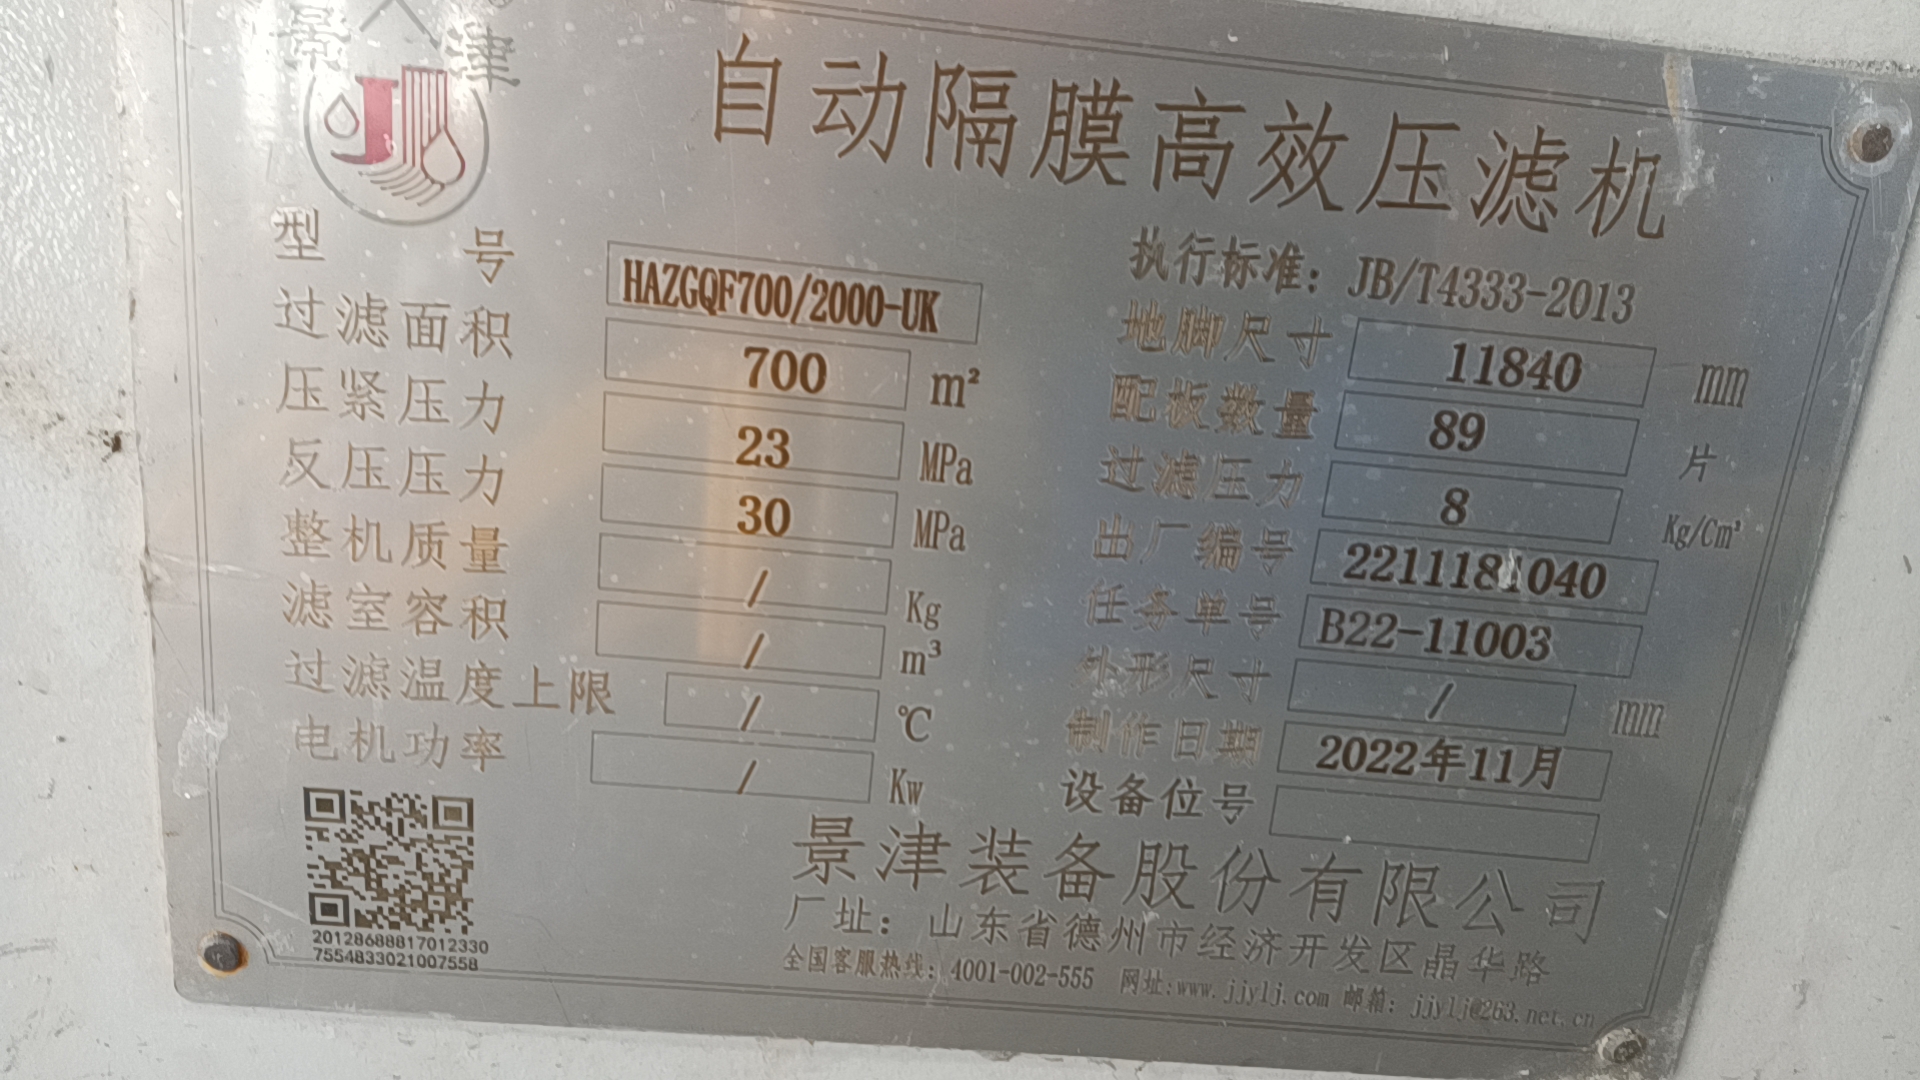 景津
自动隔膜高效压滤机
型号 HAZGQF700/2000-UK 执行标准：JB/T4333-2013
过滤面积 700 m² 地脚尺寸 11840 mm
压紧压力 23 MPa 配板数量 89 片
反压压力 30 MPa 过滤压力 8 Kg/Cm²
整机质量 / Kg 出厂编号 2211181040
滤室容积 / m³ 任务单号 B22-11003
过滤温度上限 / ℃ 外形尺寸 / mm
电机功率 / Kw 制作日期 2022年11月
设备位号
景津装备股份有限公司
厂址：山东省德州市经济开发区晶华路
全国客服热线：4001-002-555 网址:www.jjylj.com 邮箱：jjylj@263.net.cn
20128688817012330
7554833021007558